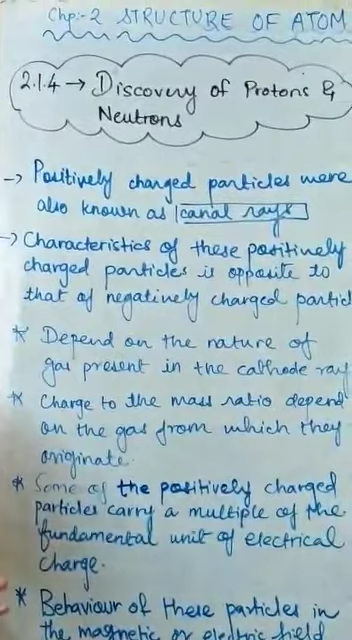 Chp:-2 STRUCTURE OF ATOM
2.1.4 → Discovery of Protons &
Neutrons
→ Positively charged particles were
also known as canal rays
→ Characteristics of these positively
charged particles is opposite to
that of negatively charged particl
* Depend on the nature of
gas present in the cathode ray
* Charge to the mass ratio depend
on the gas from which they
originate.
* Some of the positively charged
particles carry a multiple of the
fundamental unit of electrical
charge.
* Behaviour of these particles in
the magnetic or electric field